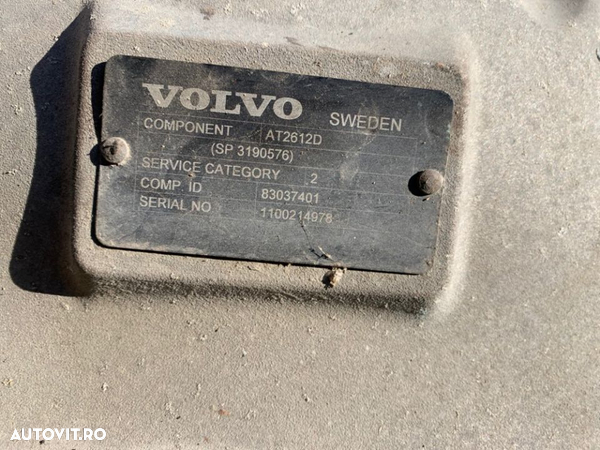 VOLVO SWEDEN
COMPONENT AT2612D
(SP 3190576)
SERVICE CATEGORY 2
COMP. ID 83037401
SERIAL NO 1100214978
AUTOVIT.RO